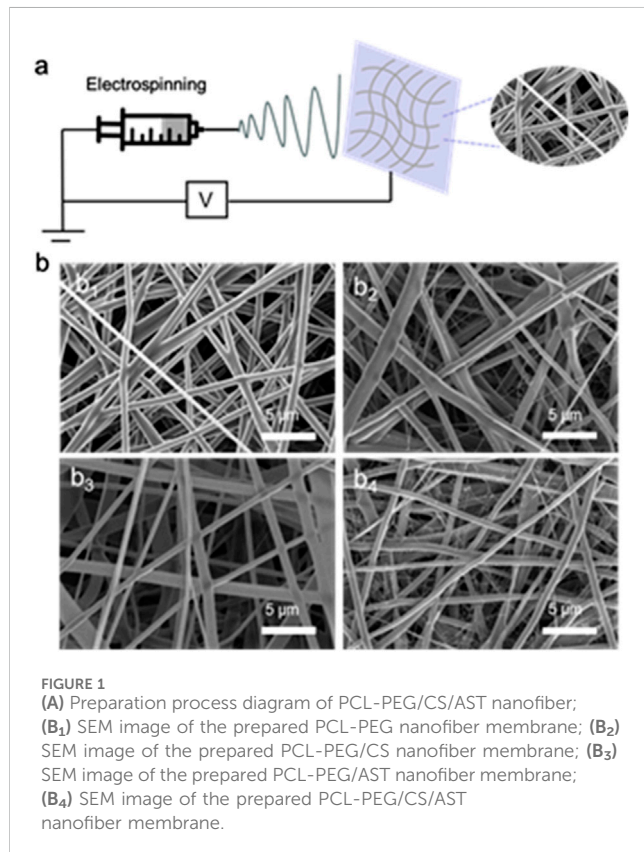 a
Electrospinning
V
b
b1
b2
5 µm
5 µm
b3
b4
5 µm
5 µm
FIGURE 1
(A) Preparation process diagram of PCL-PEG/CS/AST nanofiber;
(B₁) SEM image of the prepared PCL-PEG nanofiber membrane; (B₂)
SEM image of the prepared PCL-PEG/CS nanofiber membrane; (B₃)
SEM image of the prepared PCL-PEG/AST nanofiber membrane;
(B₄) SEM image of the prepared PCL-PEG/CS/AST
nanofiber membrane.